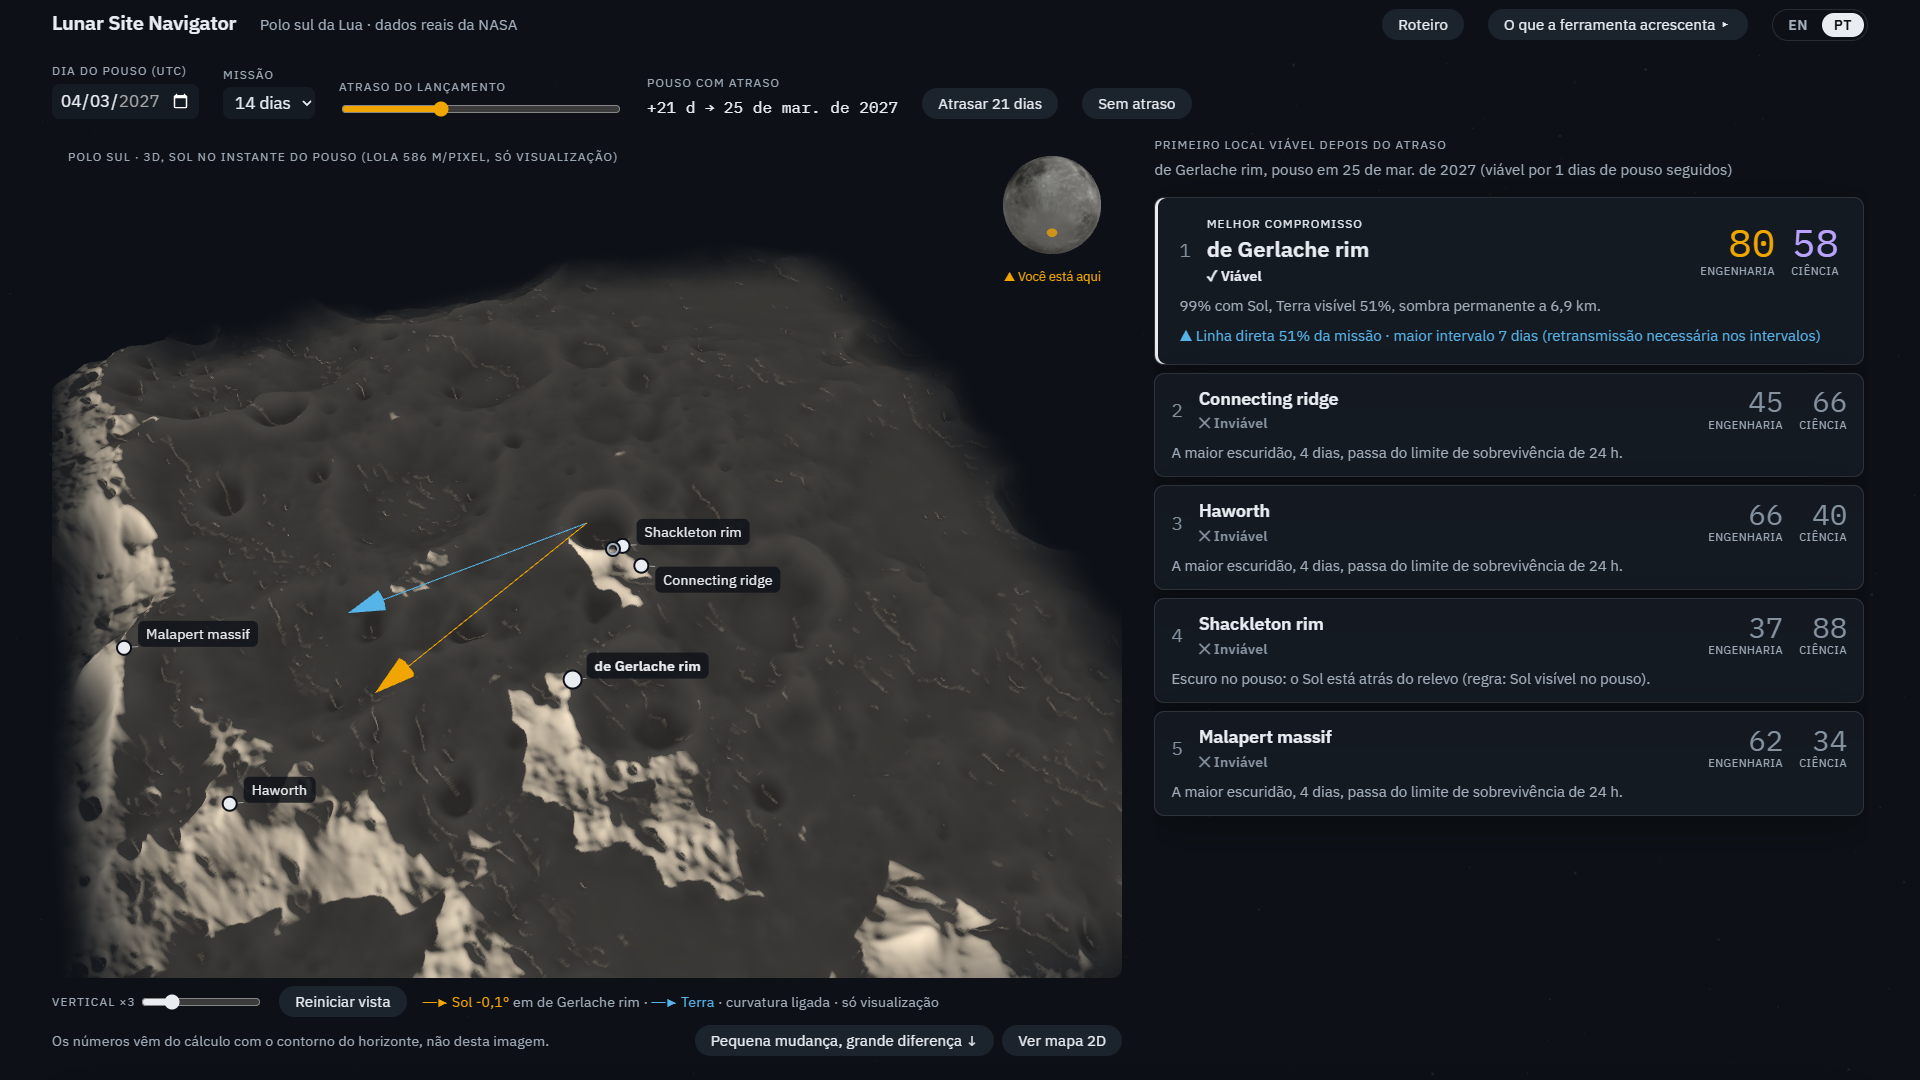 Lunar Site Navigator
Polo sul da Lua · dados reais da NASA
Roteiro
O que a ferramenta acrescenta ▸
EN
PT
DIA DO POUSO (UTC)
04/03/2027
MISSÃO
14 dias
ATRASO DO LANÇAMENTO
POUSO COM ATRASO
+21 d → 25 de mar. de 2027
Atrasar 21 dias
Sem atraso
POLO SUL · 3D, SOL NO INSTANTE DO POUSO (LOLA 586 M/PIXEL, SÓ VISUALIZAÇÃO)
▲ Você está aqui
Shackleton rim
Connecting ridge
Malapert massif
de Gerlache rim
Haworth
VERTICAL ×3
Reiniciar vista
Sol -0,1° em de Gerlache rim · Terra · curvatura ligada · só visualização
Os números vêm do cálculo com o contorno do horizonte, não desta imagem.
Pequena mudança, grande diferença ↓
Ver mapa 2D
PRIMEIRO LOCAL VIÁVEL DEPOIS DO ATRASO
de Gerlache rim, pouso em 25 de mar. de 2027 (viável por 1 dias de pouso seguidos)
MELHOR COMPROMISSO
1 de Gerlache rim
✓ Viável
80 58
ENGENHARIA CIÊNCIA
99% com Sol, Terra visível 51%, sombra permanente a 6,9 km.
▲ Linha direta 51% da missão · maior intervalo 7 dias (retransmissão necessária nos intervalos)
2 Connecting ridge
✕ Inviável
45 66
ENGENHARIA CIÊNCIA
A maior escuridão, 4 dias, passa do limite de sobrevivência de 24 h.
3 Haworth
✕ Inviável
66 40
ENGENHARIA CIÊNCIA
A maior escuridão, 4 dias, passa do limite de sobrevivência de 24 h.
4 Shackleton rim
✕ Inviável
37 88
ENGENHARIA CIÊNCIA
Escuro no pouso: o Sol está atrás do relevo (regra: Sol visível no pouso).
5 Malapert massif
✕ Inviável
62 34
ENGENHARIA CIÊNCIA
A maior escuridão, 4 dias, passa do limite de sobrevivência de 24 h.